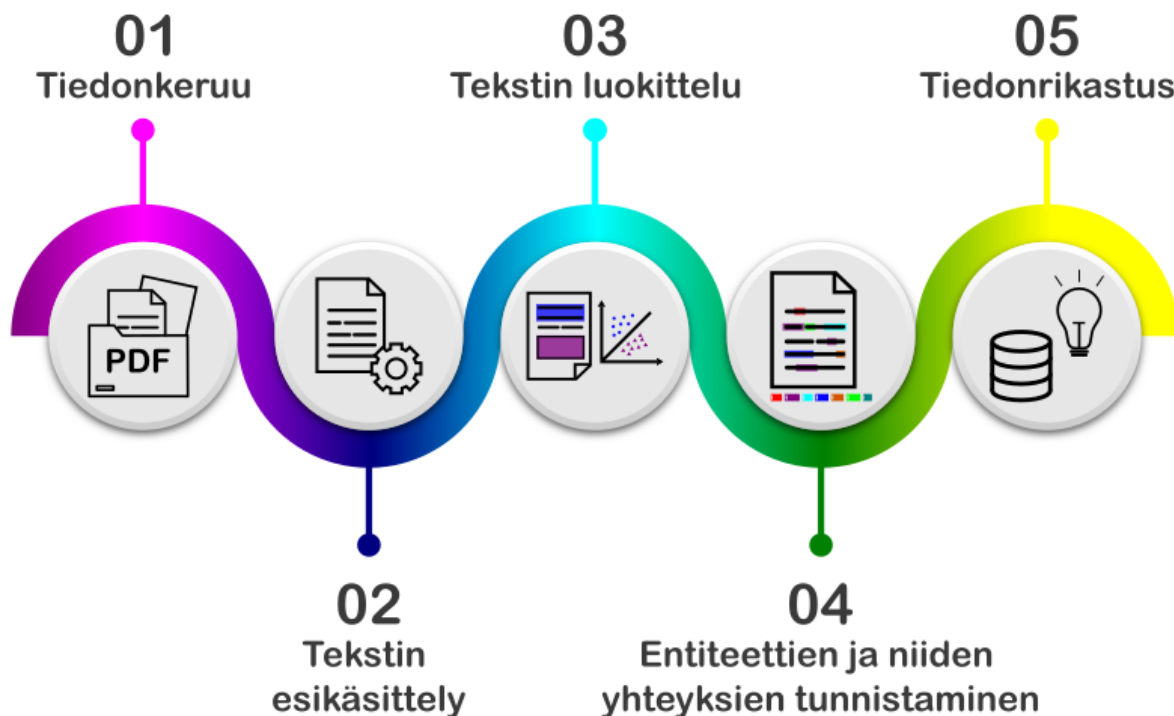 01
Tiedonkeruu
03
Tekstin luokittelu
05
Tiedonrikastus
PDF
02
Tekstin
esikäsittely
04
Entiteettien ja niiden
yhteyksien tunnistaminen